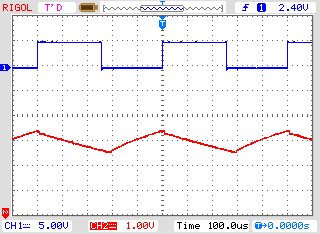 RIGOL T'D T f 1 2.40V
T
1
CH1 5.00V CH2 1.00V Time 100.0us T→0.0000s